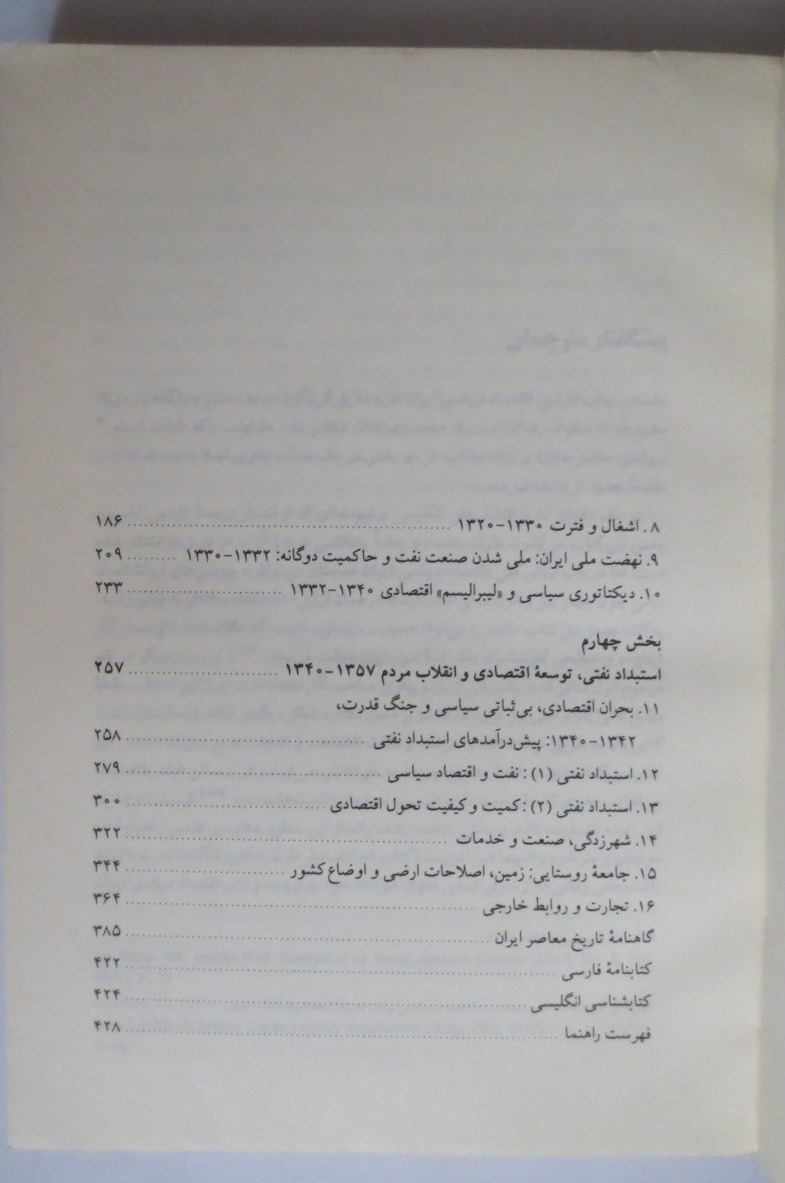 ۸. اشغال و فترت ۱۳۳۰-۱۳۲۰ ........ ۱۸۶
۹. نهضت ملی ایران: ملی شدن صنعت نفت و حاکمیت دوگانه: ۱۳۳۲-۱۳۳۰ ........ ۲۰۹
۱۰. دیکتاتوری سیاسی و «لیبرالیسم» اقتصادی ۱۳۴۰-۱۳۳۲ ........ ۲۳۳
بخش چهارم
استبداد نفتی، توسعهٔ اقتصادی و انقلاب مردم ۱۳۵۷-۱۳۴۰ ........ ۲۵۷
۱۱. بحران اقتصادی، بی‌ثباتی سیاسی و جنگ قدرت،
۱۳۴۲-۱۳۴۰: پیش‌درآمدهای استبداد نفتی ........ ۲۵۸
۱۲. استبداد نفتی (۱): نفت و اقتصاد سیاسی ........ ۲۷۹
۱۳. استبداد نفتی (۲): کمیت و کیفیت تحول اقتصادی ........ ۳۰۰
۱۴. شهرزدگی، صنعت و خدمات ........ ۳۲۲
۱۵. جامعهٔ روستایی: زمین، اصلاحات ارضی و اوضاع کشور ........ ۳۴۴
۱۶. تجارت و روابط خارجی ........ ۳۶۴
گاهنامهٔ تاریخ معاصر ایران ........ ۳۸۵
کتابنامهٔ فارسی ........ ۴۲۲
کتابشناسی انگلیسی ........ ۴۲۴
فهرست راهنما ........ ۴۲۸